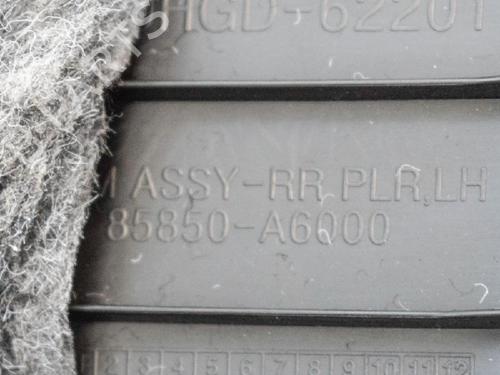 HGD-62201
M ASSY-RR PLR,LH
85850-A6000
2 3 4 5 6 7 8 9 10 11 12